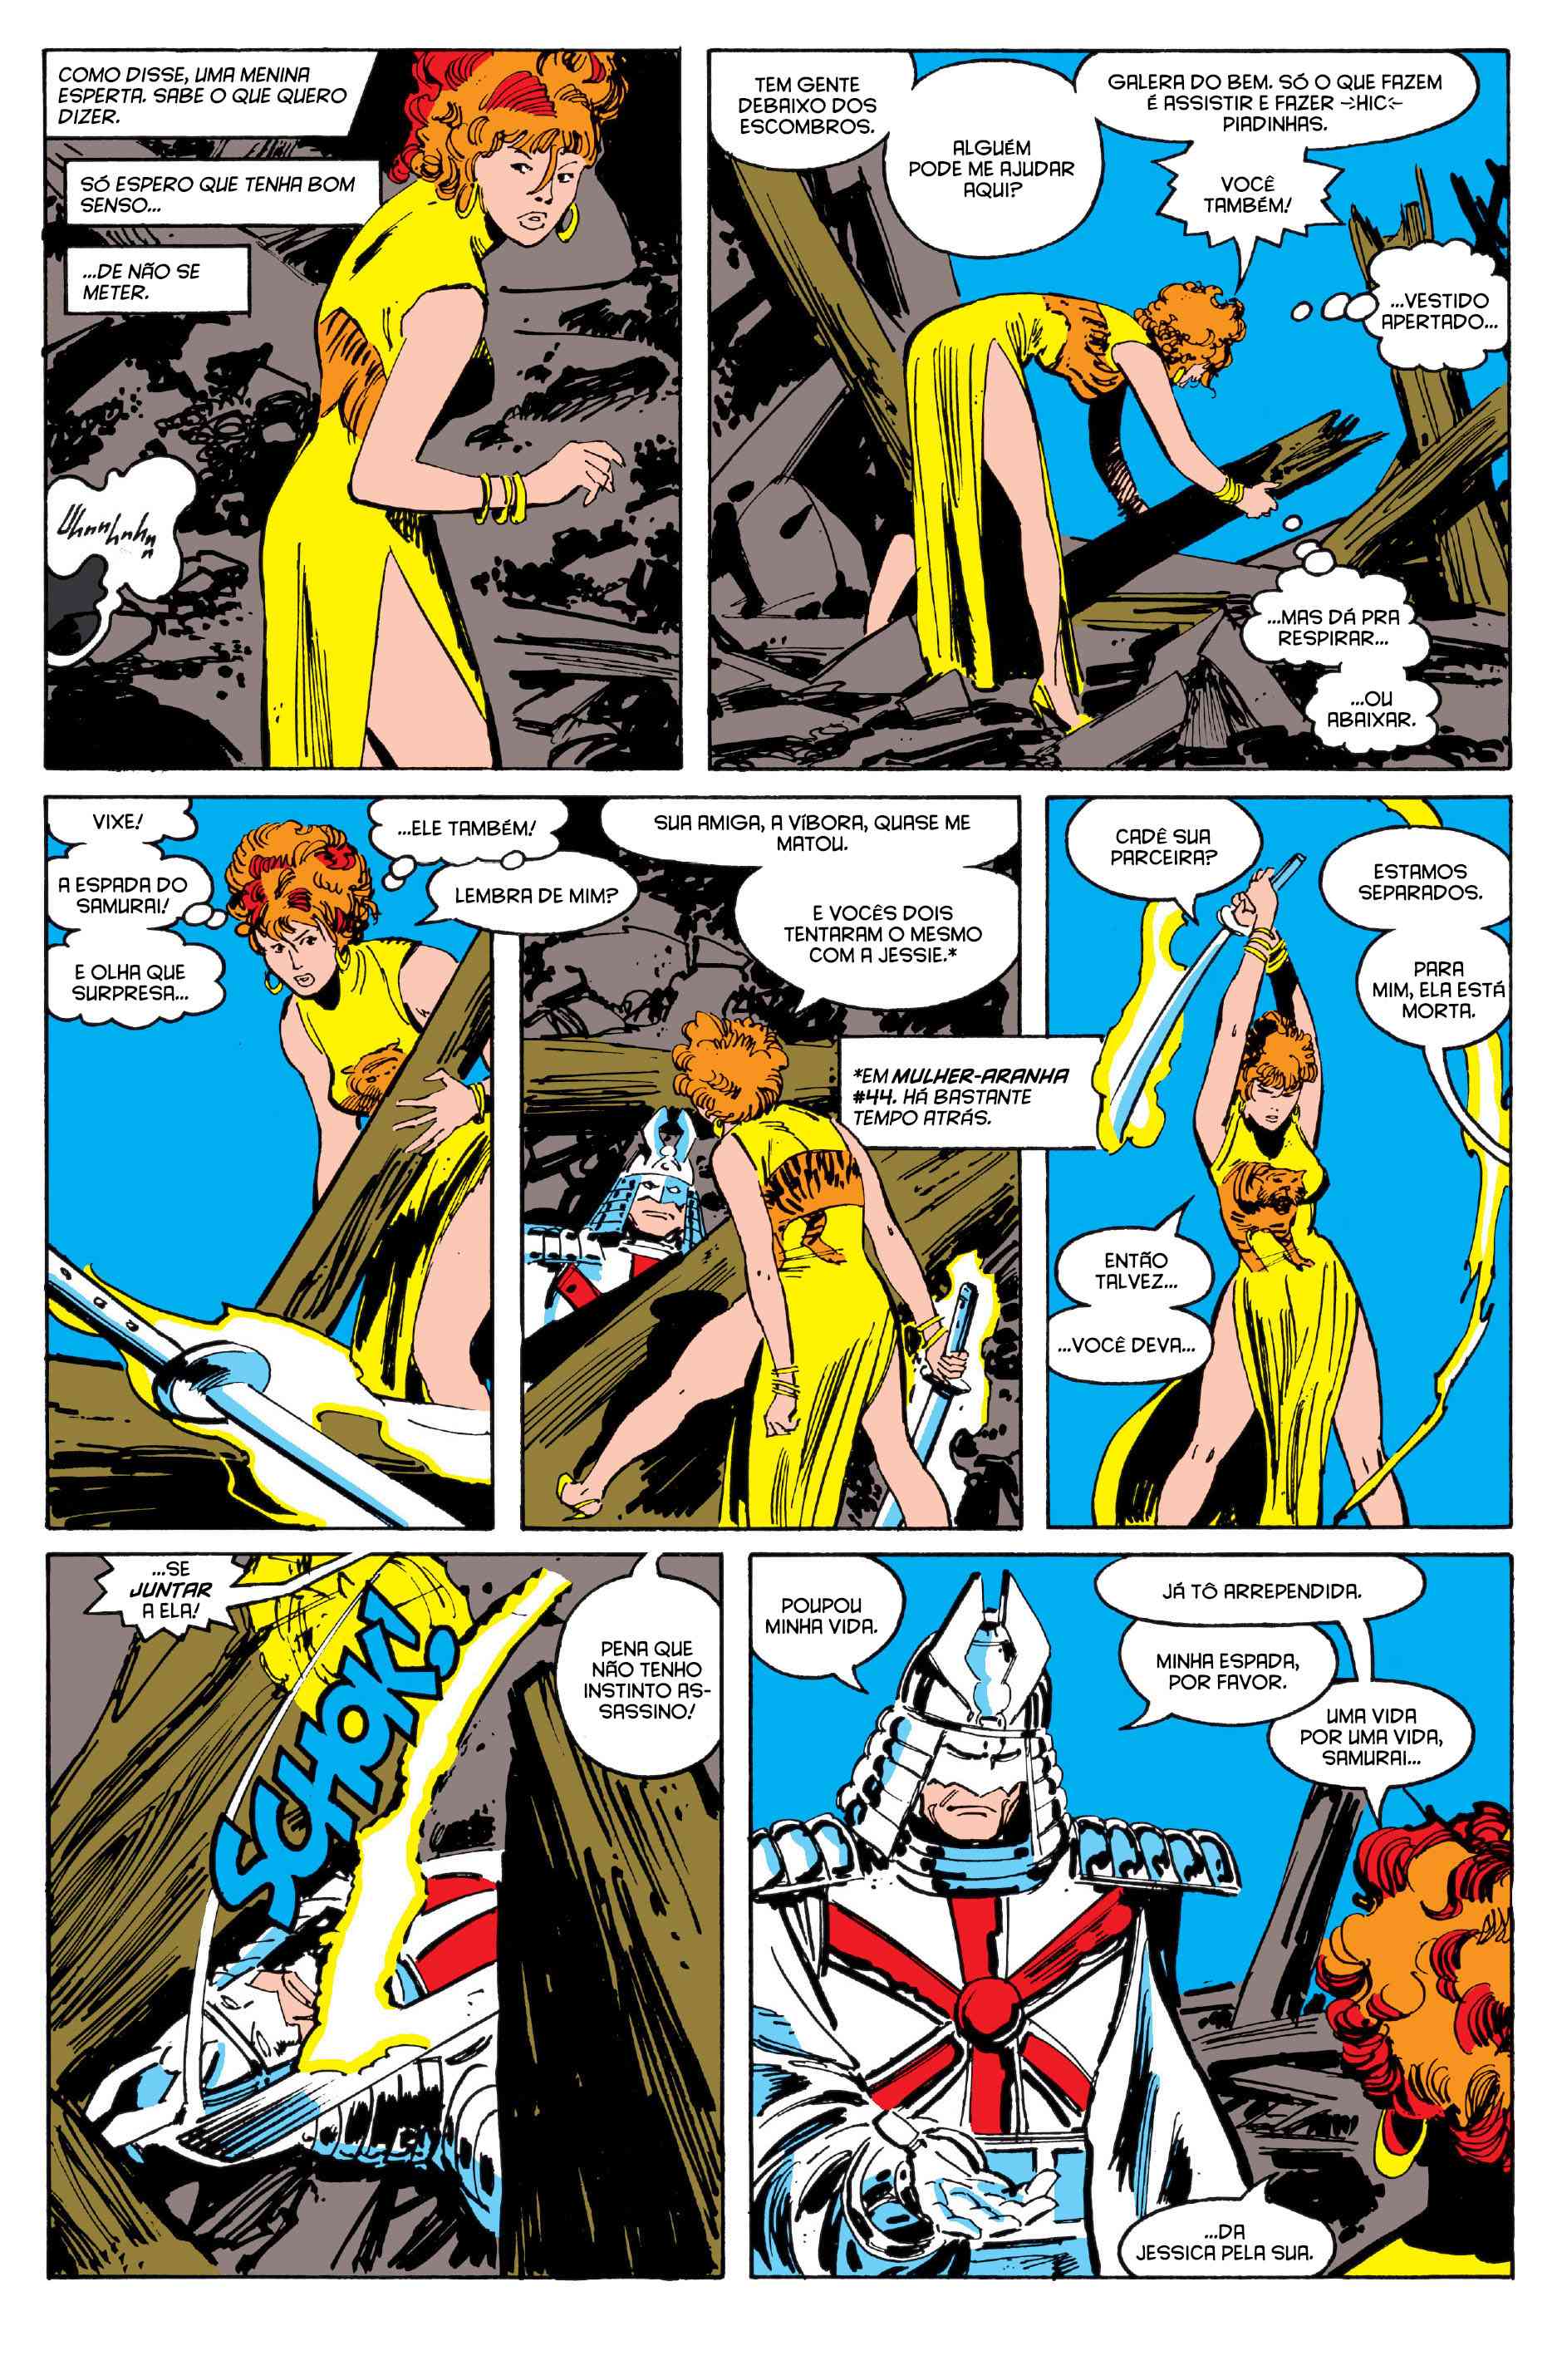 COMO DISSE, UMA MENINA
ESPERTA. SABE O QUE QUERO
DIZER.
SÓ ESPERO QUE TENHA BOM
SENSO...
...DE NÃO SE
METER.
Uhnnhnhnn
TEM GENTE
DEBAIXO DOS
ESCOMBROS.
ALGUÉM
PODE ME AJUDAR
AQUI?
GALERA DO BEM. SÓ O QUE FAZEM
É ASSISTIR E FAZER -HIC-
PIADINHAS.
VOCÊ
TAMBÉM!
...VESTIDO
APERTADO...
...MAS DÁ PRA
RESPIRAR...
...OU
ABAIXAR.
VIXE!
A ESPADA DO
SAMURAI!
E OLHA QUE
SURPRESA...
...ELE TAMBÉM!
LEMBRA DE MIM?
SUA AMIGA, A VÍBORA, QUASE ME
MATOU.
E VOCÊS DOIS
TENTARAM O MESMO
COM A JESSIE.*
*EM MULHER-ARANHA
#44. HÁ BASTANTE
TEMPO ATRÁS.
CADÊ SUA
PARCEIRA?
ESTAMOS
SEPARADOS.
PARA
MIM, ELA ESTÁ
MORTA.
ENTÃO
TALVEZ...
...VOCÊ DEVA...
...SE
JUNTAR
A ELA!
SCHOK!
PENA QUE
NÃO TENHO
INSTINTO AS-
SASSINO!
POUPOU
MINHA VIDA.
JÁ TÔ ARREPENDIDA.
MINHA ESPADA,
POR FAVOR.
UMA VIDA
POR UMA VIDA,
SAMURAI...
...DA
JESSICA PELA SUA.